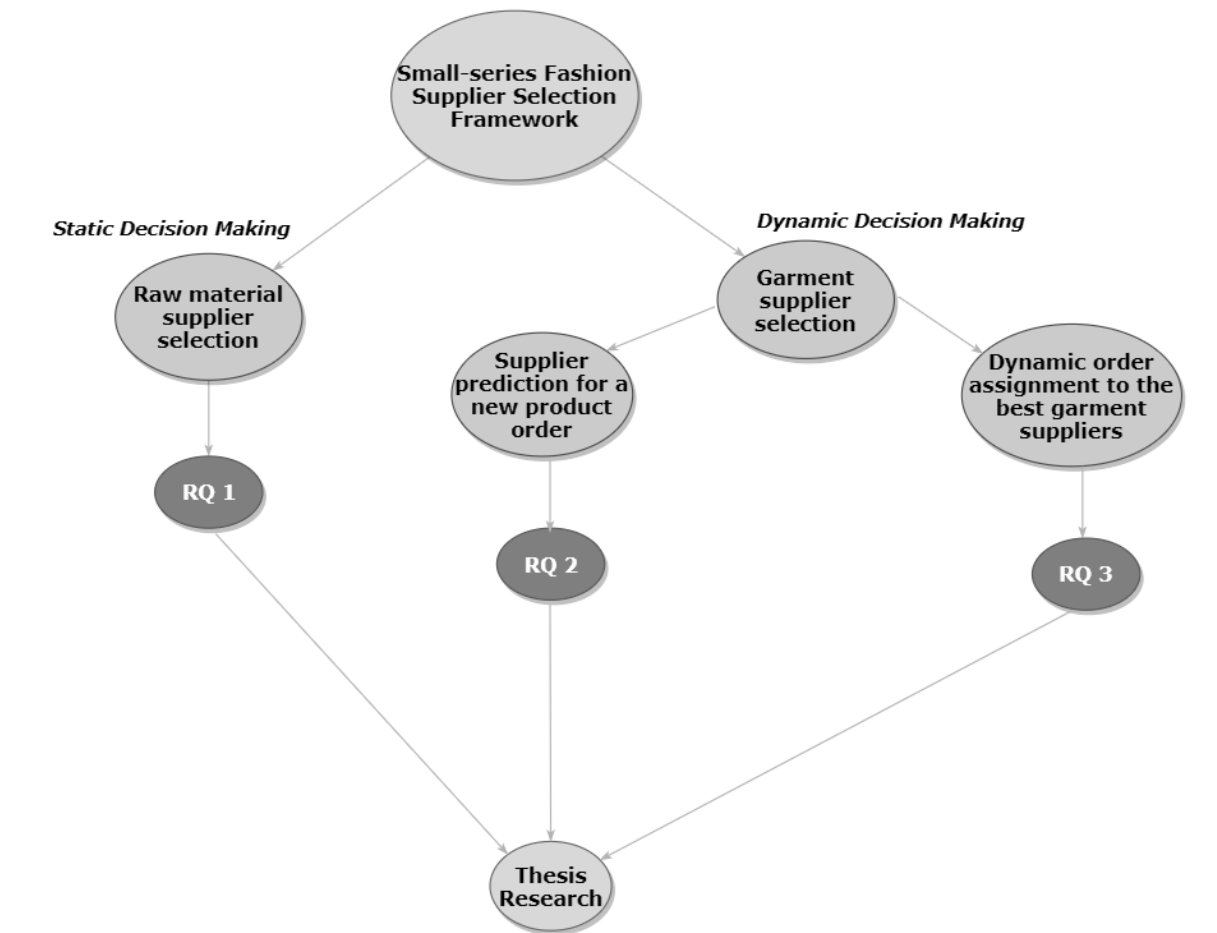 Small-series Fashion
Supplier Selection
Framework
Static Decision Making
Dynamic Decision Making
Raw material
supplier
selection
Garment
supplier
selection
Supplier
prediction for a
new product
order
Dynamic order
assignment to the
best garment
suppliers
RQ 1
RQ 2
RQ 3
Thesis
Research